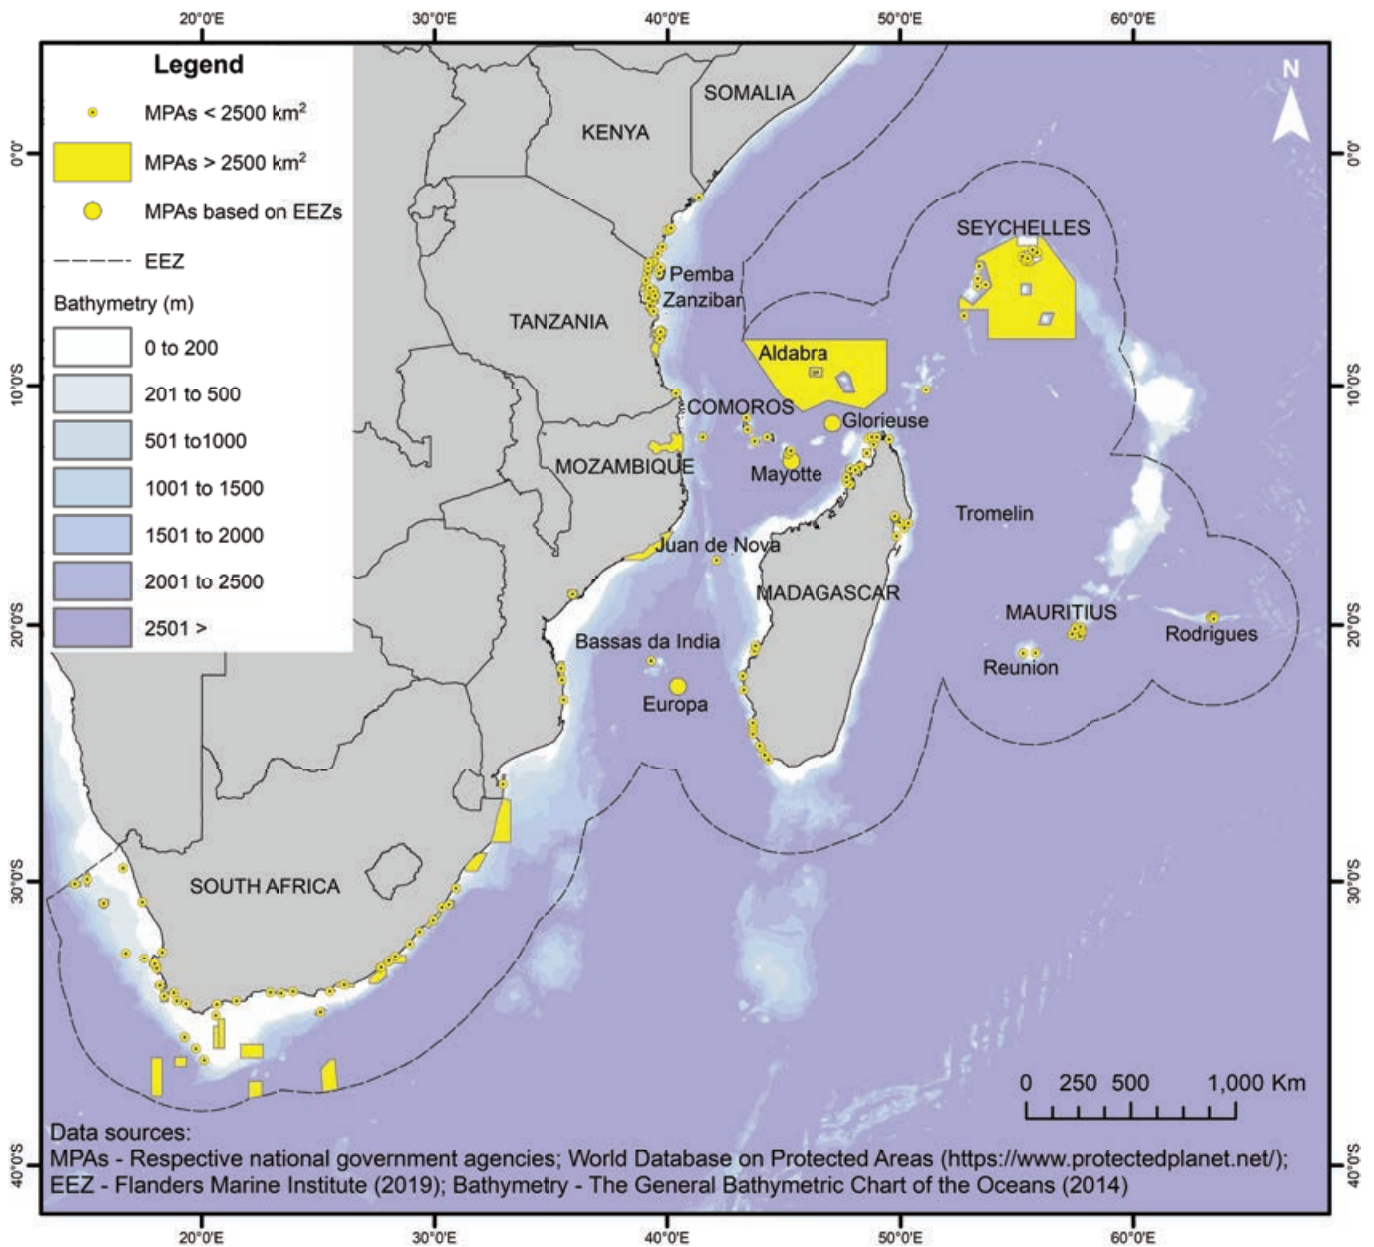 20°0'E 30°0'E 40°0'E 50°0'E 60°0'E
Legend
MPAs < 2500 km²
MPAs > 2500 km²
MPAs based on EEZs
EEZ
Bathymetry (m)
0 to 200
201 to 500
501 to1000
1001 to 1500
1501 to 2000
2001 to 2500
2501 >
N
SOMALIA
KENYA
0°0' 0°0'
SEYCHELLES
Pemba
Zanzibar
TANZANIA
Aldabra
10°0'S 10°0'S
COMOROS
Glorieuse
MOZAMBIQUE
Mayotte
Tromelin
Juan de Nova
MADAGASCAR
MAURITIUS
20°0'S 20°0'S
Rodrigues
Bassas da India
Reunion
Europa
30°0'S 30°0'S
SOUTH AFRICA
0 250 500 1,000 Km
Data sources:
MPAs - Respective national government agencies; World Database on Protected Areas (https://www.protectedplanet.net/);
EEZ - Flanders Marine Institute (2019); Bathymetry - The General Bathymetric Chart of the Oceans (2014)
40°0'S 40°0'S
20°0'E 30°0'E 40°0'E 50°0'E 60°0'E